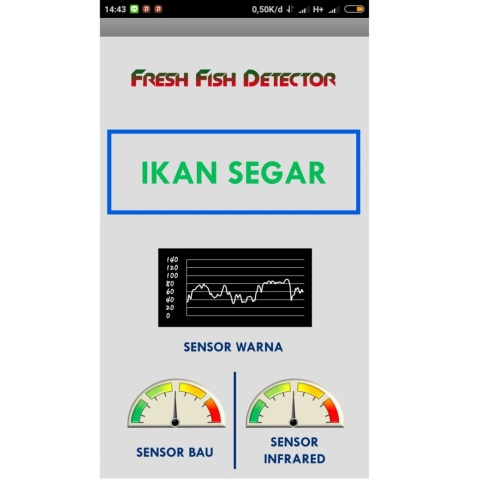 14:43 0,50K/d H+
FRESH FISH DETECTOR
IKAN SEGAR
140
120
100
80
60
40
20
0
SENSOR WARNA
SENSOR BAU
SENSOR
INFRARED